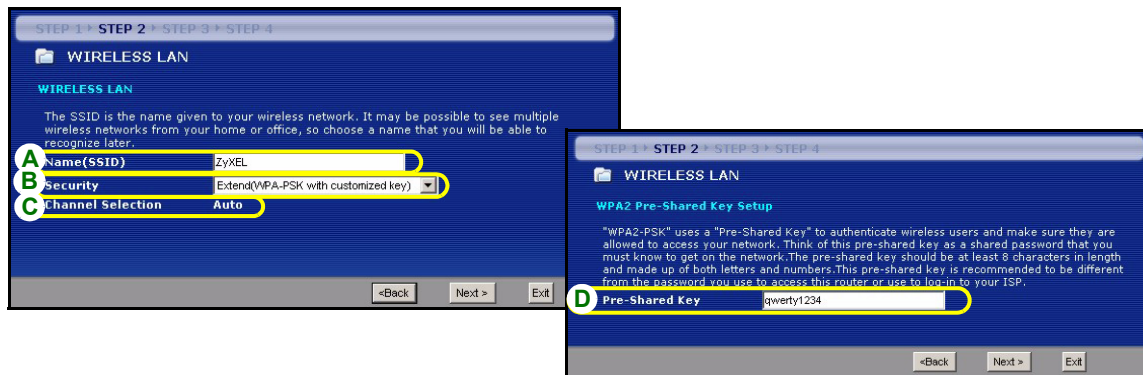 STEP 1 STEP 2 STEP 3 STEP 4
WIRELESS LAN
WIRELESS LAN
The SSID is the name given to your wireless network. It may be possible to see multiple
wireless networks from your home or office, so choose a name that you will be able to
recognize later.
A Name(SSID) ZyXEL
B Security Extend(WPA-PSK with customized key)
C Channel Selection Auto
<Back Next > Exit
STEP 1 STEP 2 STEP 3 STEP 4
WIRELESS LAN
WPA2 Pre-Shared Key Setup
"WPA2-PSK" uses a "Pre-Shared Key" to authenticate wireless users and make sure they are
allowed to access your network. Think of this pre-shared key as a shared password that you
must know to get on the network.The pre-shared key should be at least 8 characters in length
and made up of both letters and numbers.This pre-shared key is recommended to be different
from the password you use to access this router or use to log-in to your ISP.
D Pre-Shared Key qwerty1234
<Back Next > Exit